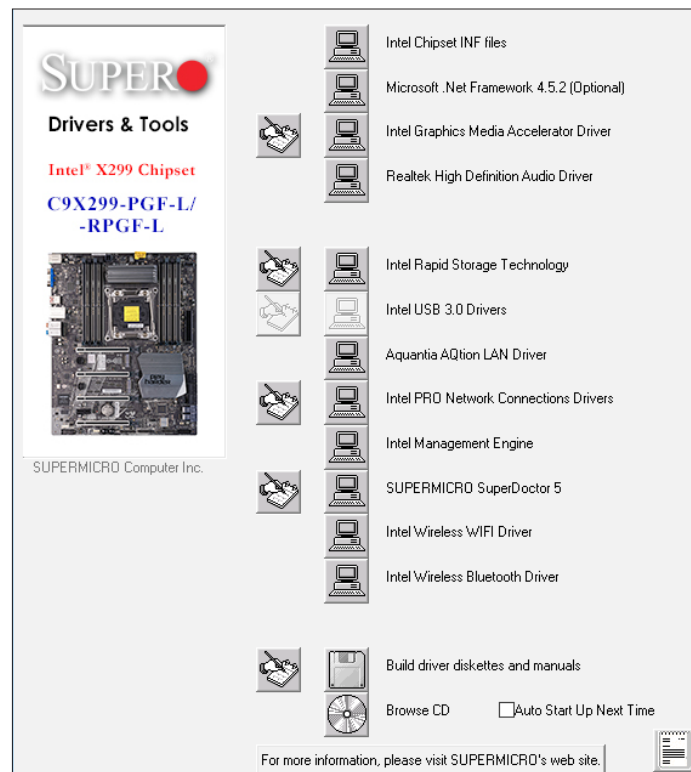 SUPER
Drivers & Tools
Intel® X299 Chipset
C9X299-PGF-L/
-RPGF-L
SUPERMICRO Computer Inc.
Intel Chipset INF files
Microsoft .Net Framework 4.5.2 (Optional)
Intel Graphics Media Accelerator Driver
Realtek High Definition Audio Driver
Intel Rapid Storage Technology
Intel USB 3.0 Drivers
Aquantia AQtion LAN Driver
Intel PRO Network Connections Drivers
Intel Management Engine
SUPERMICRO SuperDoctor 5
Intel Wireless WIFI Driver
Intel Wireless Bluetooth Driver
Build driver diskettes and manuals
Browse CD
Auto Start Up Next Time
For more information, please visit SUPERMICRO's web site.